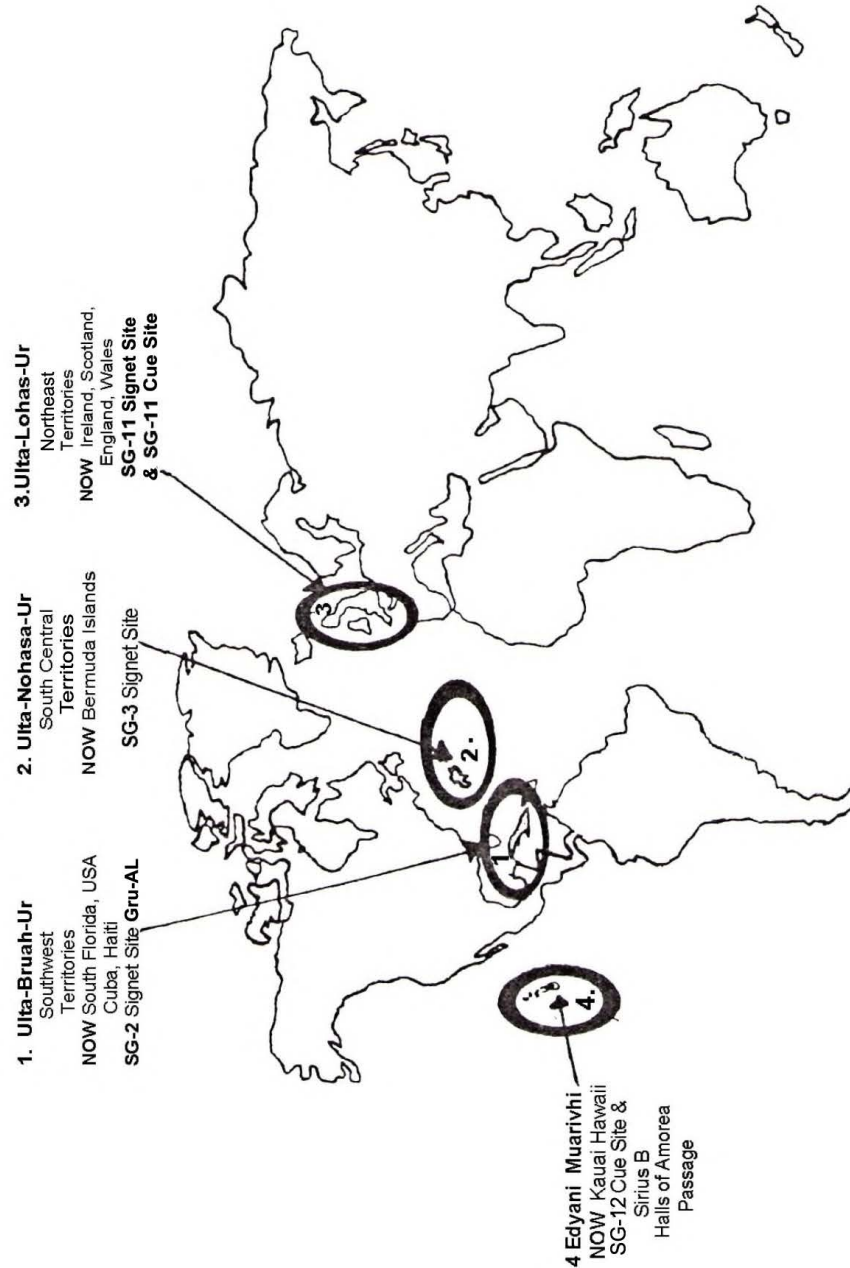 1. Ulta-Bruah-Ur
Southwest
Territories
NOW South Florida, USA
Cuba, Haiti
SG-2 Signet Site Gru-AL
2. Ulta-Nohasa-Ur
South Central
Territories
NOW Bermuda Islands
SG-3 Signet Site
3.Ulta-Lohas-Ur
Northeast
Territories
NOW Ireland, Scotland,
England, Wales
SG-11 Signet Site
& SG-11 Cue Site
3
2.
1.
4.
4 Edyani Muarivhi
NOW Kauai Hawaii
SG-12 Cue Site &
Sirius B
Halls of Amorea
Passage